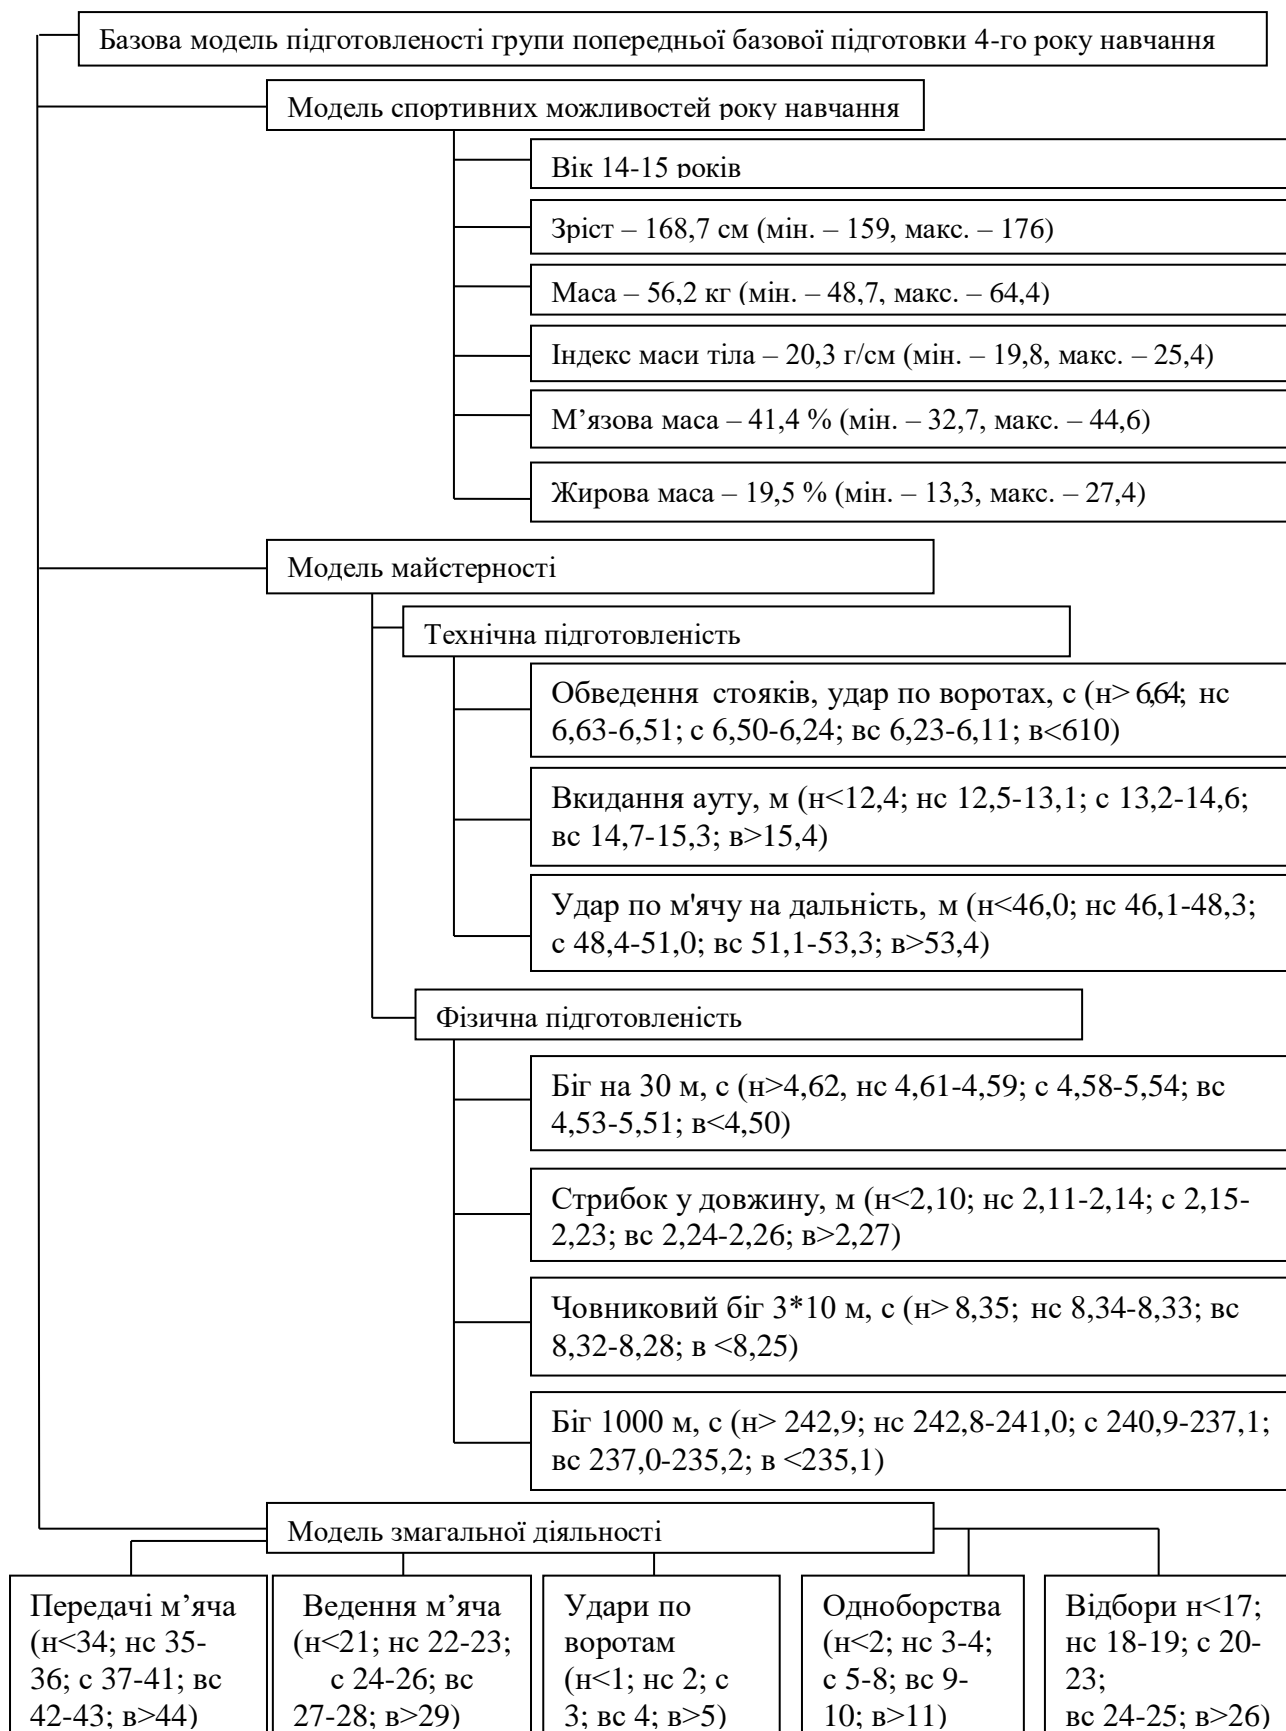 Базова модель підготовленості групи попередньої базової підготовки 4-го року навчання
Модель спортивних можливостей року навчання
Вік 14-15 років
Зріст – 168,7 см (мін. – 159, макс. – 176)
Маса – 56,2 кг (мін. – 48,7, макс. – 64,4)
Індекс маси тіла – 20,3 г/см (мін. – 19,8, макс. – 25,4)
М’язова маса – 41,4 % (мін. – 32,7, макс. – 44,6)
Жирова маса – 19,5 % (мін. – 13,3, макс. – 27,4)
Модель майстерності
Технічна підготовленість
Обведення стояків, удар по воротах, с (н> 6,64; нс
6,63-6,51; с 6,50-6,24; вс 6,23-6,11; в<610)
Вкидання ауту, м (н<12,4; нс 12,5-13,1; с 13,2-14,6;
вс 14,7-15,3; в>15,4)
Удар по м'ячу на дальність, м (н<46,0; нс 46,1-48,3;
с 48,4-51,0; вс 51,1-53,3; в>53,4)
Фізична підготовленість
Біг на 30 м, с (н>4,62, нс 4,61-4,59; с 4,58-5,54; вс
4,53-5,51; в<4,50)
Стрибок у довжину, м (н<2,10; нс 2,11-2,14; с 2,15-
2,23; вс 2,24-2,26; в>2,27)
Човниковий біг 3*10 м, с (н> 8,35; нс 8,34-8,33; вс
8,32-8,28; в <8,25)
Біг 1000 м, с (н> 242,9; нс 242,8-241,0; с 240,9-237,1;
вс 237,0-235,2; в <235,1)
Модель змагальної діяльності
Передачі м’яча
(н<34; нс 35-
36; с 37-41; вс
42-43; в>44)
Ведення м’яча
(н<21; нс 22-23;
с 24-26; вс
27-28; в>29)
Удари по
воротам
(н<1; нс 2; с
3; вс 4; в>5)
Одноборства
(н<2; нс 3-4;
с 5-8; вс 9-
10; в>11)
Відбори н<17;
нс 18-19; с 20-
23;
вс 24-25; в>26)